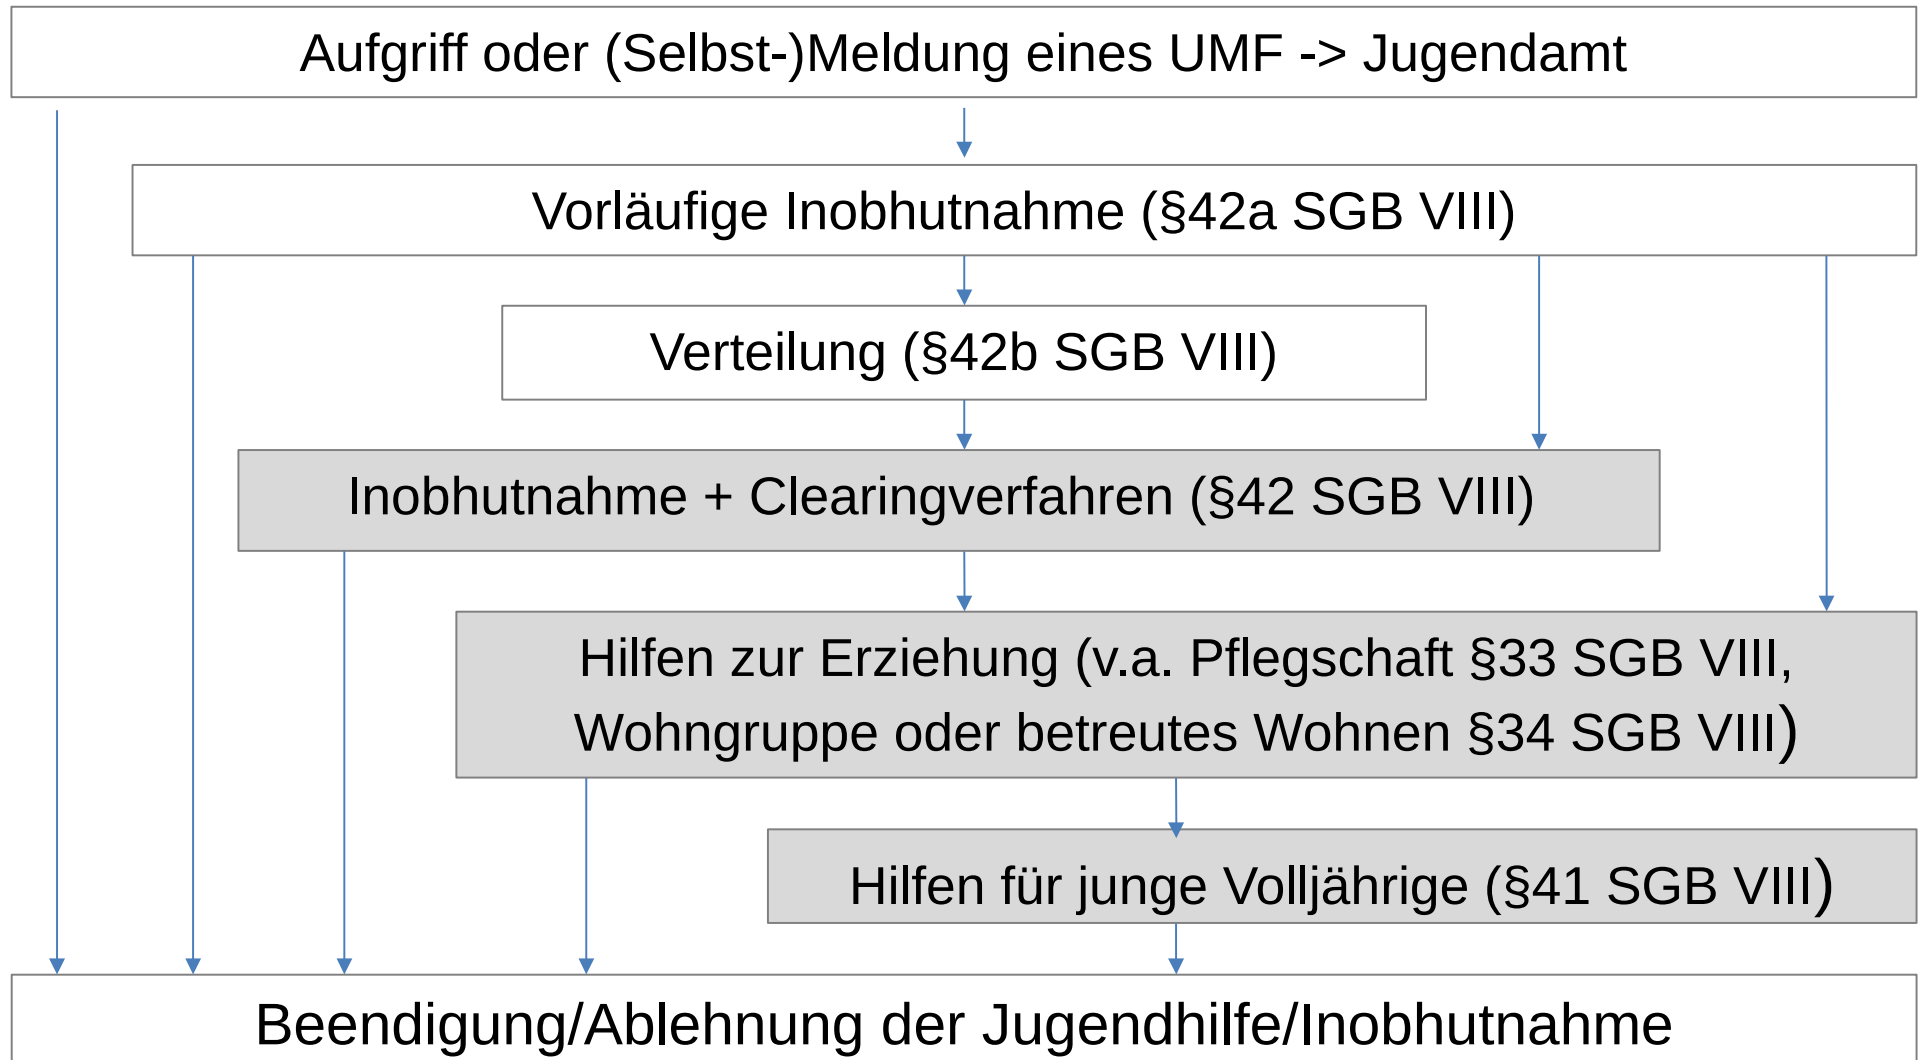 Aufgriff oder (Selbst-)Meldung eines UMF -> Jugendamt
Vorläufige Inobhutnahme (§42a SGB VIII)
Verteilung (§42b SGB VIII)
Inobhutnahme + Clearingverfahren (§42 SGB VIII)
Hilfen zur Erziehung (v.a. Pflegschaft §33 SGB VIII,
Wohngruppe oder betreutes Wohnen §34 SGB VIII)
Hilfen für junge Volljährige (§41 SGB VIII)
Beendigung/Ablehnung der Jugendhilfe/Inobhutnahme